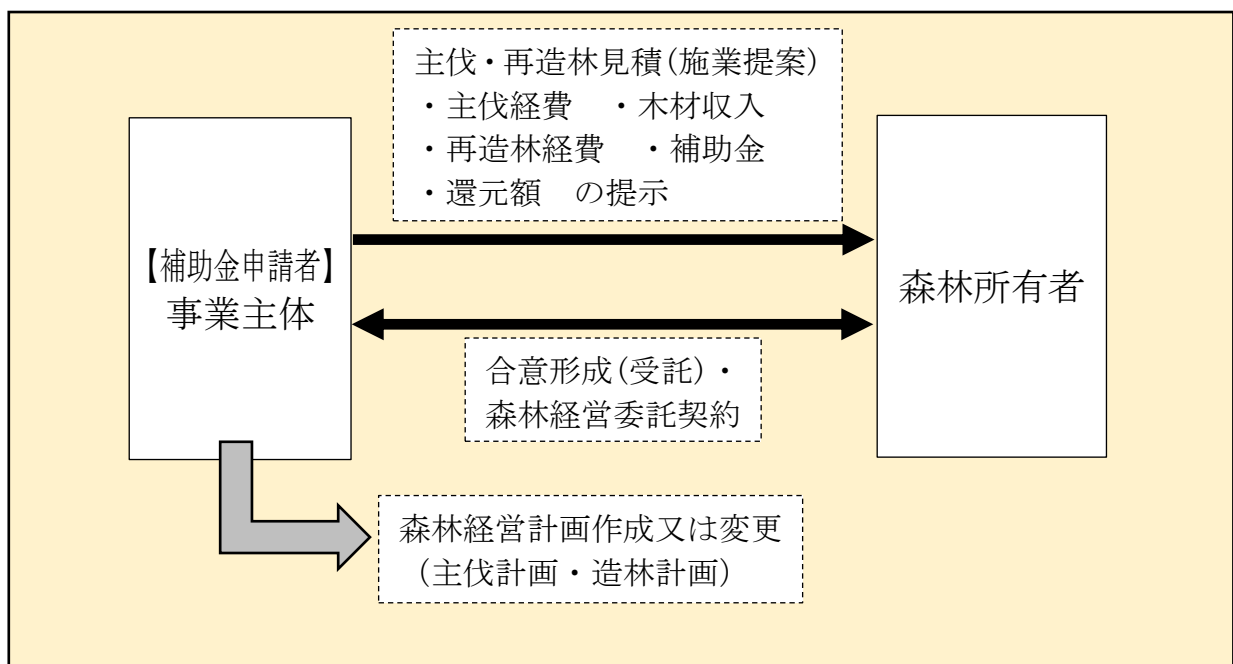 主伐・再造林見積(施業提案)
・主伐経費　・木材収入
・再造林経費　・補助金
・還元額　の提示
【補助金申請者】
事業主体
森林所有者
合意形成(受託)・
森林経営委託契約
森林経営計画作成又は変更
（主伐計画・造林計画）